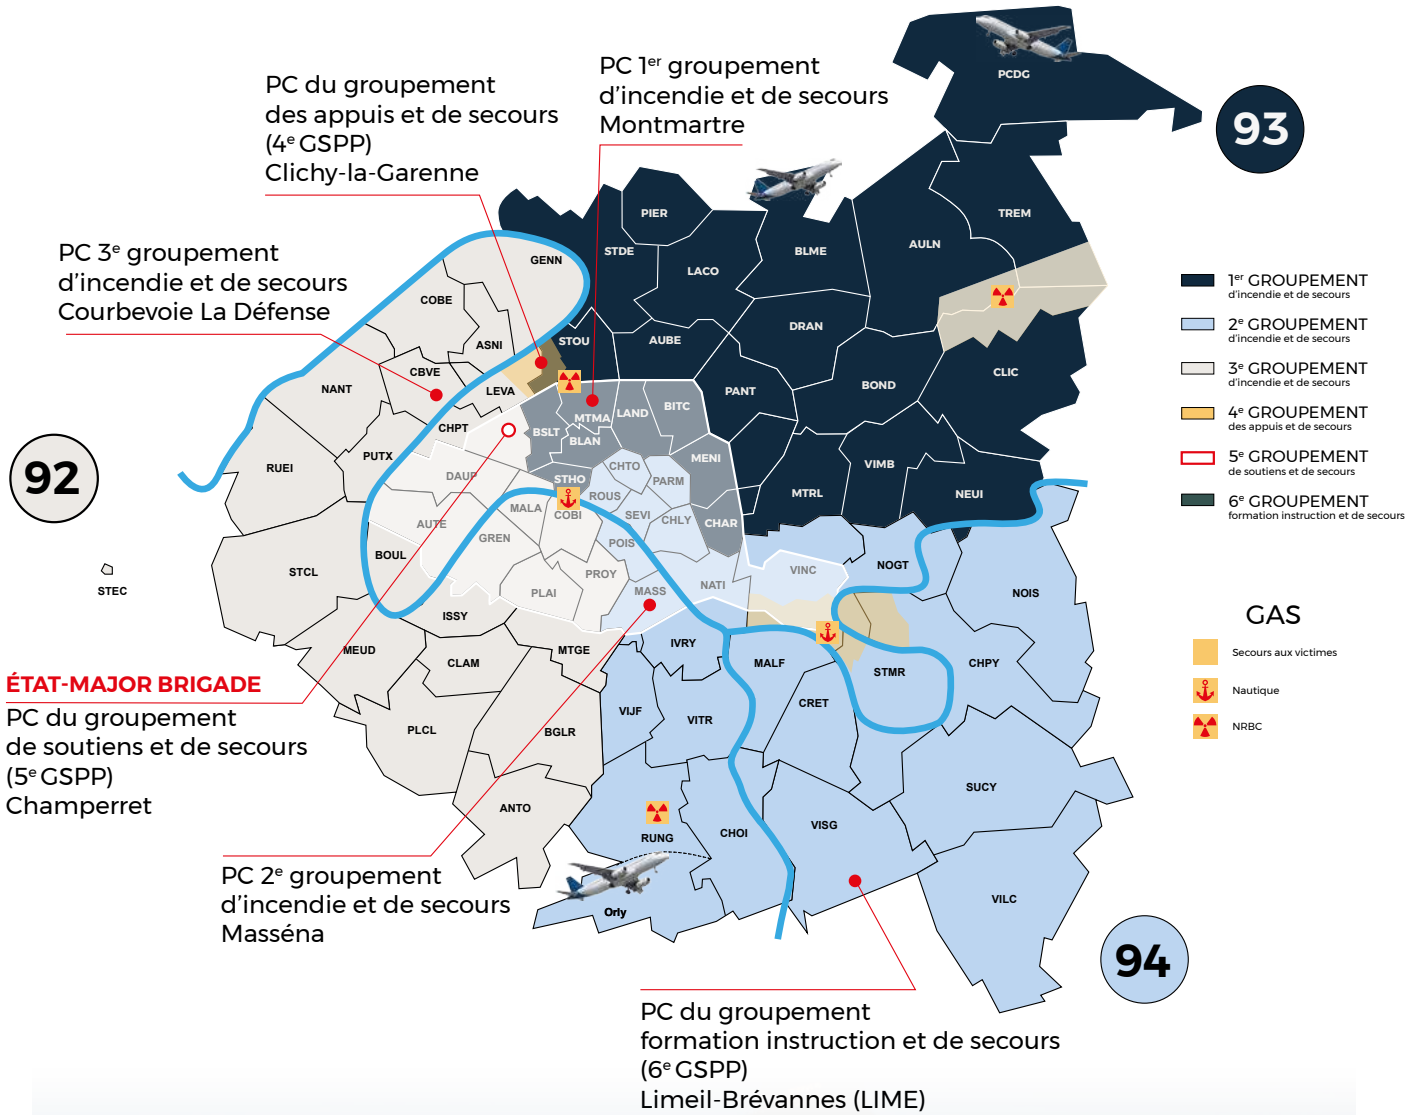 PCDG
PC 1er groupement
d'incendie et de secours
Montmartre
PC du groupement
des appuis et de secours
(4e GSPP)
Clichy-la-Garenne
93
PC 3e groupement
d'incendie et de secours
Courbevoie La Défense
PIER
TREM
STDE
BLME
AULN
GENN
LACO
COBE
DRAN
ASNI
STOU
AUBE
CBVE
CLIC
NANT
LEVA
PANT
BOND
MTMA
LAND
BITC
CHPT
BSLT
BLAN
PUTX
MENI
VIMB
RUEI
DAUP
CHTO
STHO
PARM
MTRL
NEUI
92
MALA
ROUS
COBI
SEVI
CHLY
CHAR
AUTE
GREN
POIS
BOUL
STCL
PROY
VINC
NOGT
STEC
PLAI
MASS
NATI
NOIS
ISSY
IVRY
MEUD
MTGE
CLAM
MALF
STMR
CHPY
CRET
VIJF
VITR
PLCL
BGLR
SUCY
ANTO
RUNG
CHOI
VISG
Orly
VILC
94
1er GROUPEMENT
d'incendie et de secours
2e GROUPEMENT
d'incendie et de secours
3e GROUPEMENT
d'incendie et de secours
4e GROUPEMENT
des appuis et de secours
5e GROUPEMENT
de soutiens et de secours
6e GROUPEMENT
formation instruction et de secours
GAS
Secours aux victimes
Nautique
NRBC
ÉTAT-MAJOR BRIGADE
PC du groupement
de soutiens et de secours
(5e GSPP)
Champerret
PC 2e groupement
d'incendie et de secours
Masséna
PC du groupement
formation instruction et de secours
(6e GSPP)
Limeil-Brévannes (LIME)